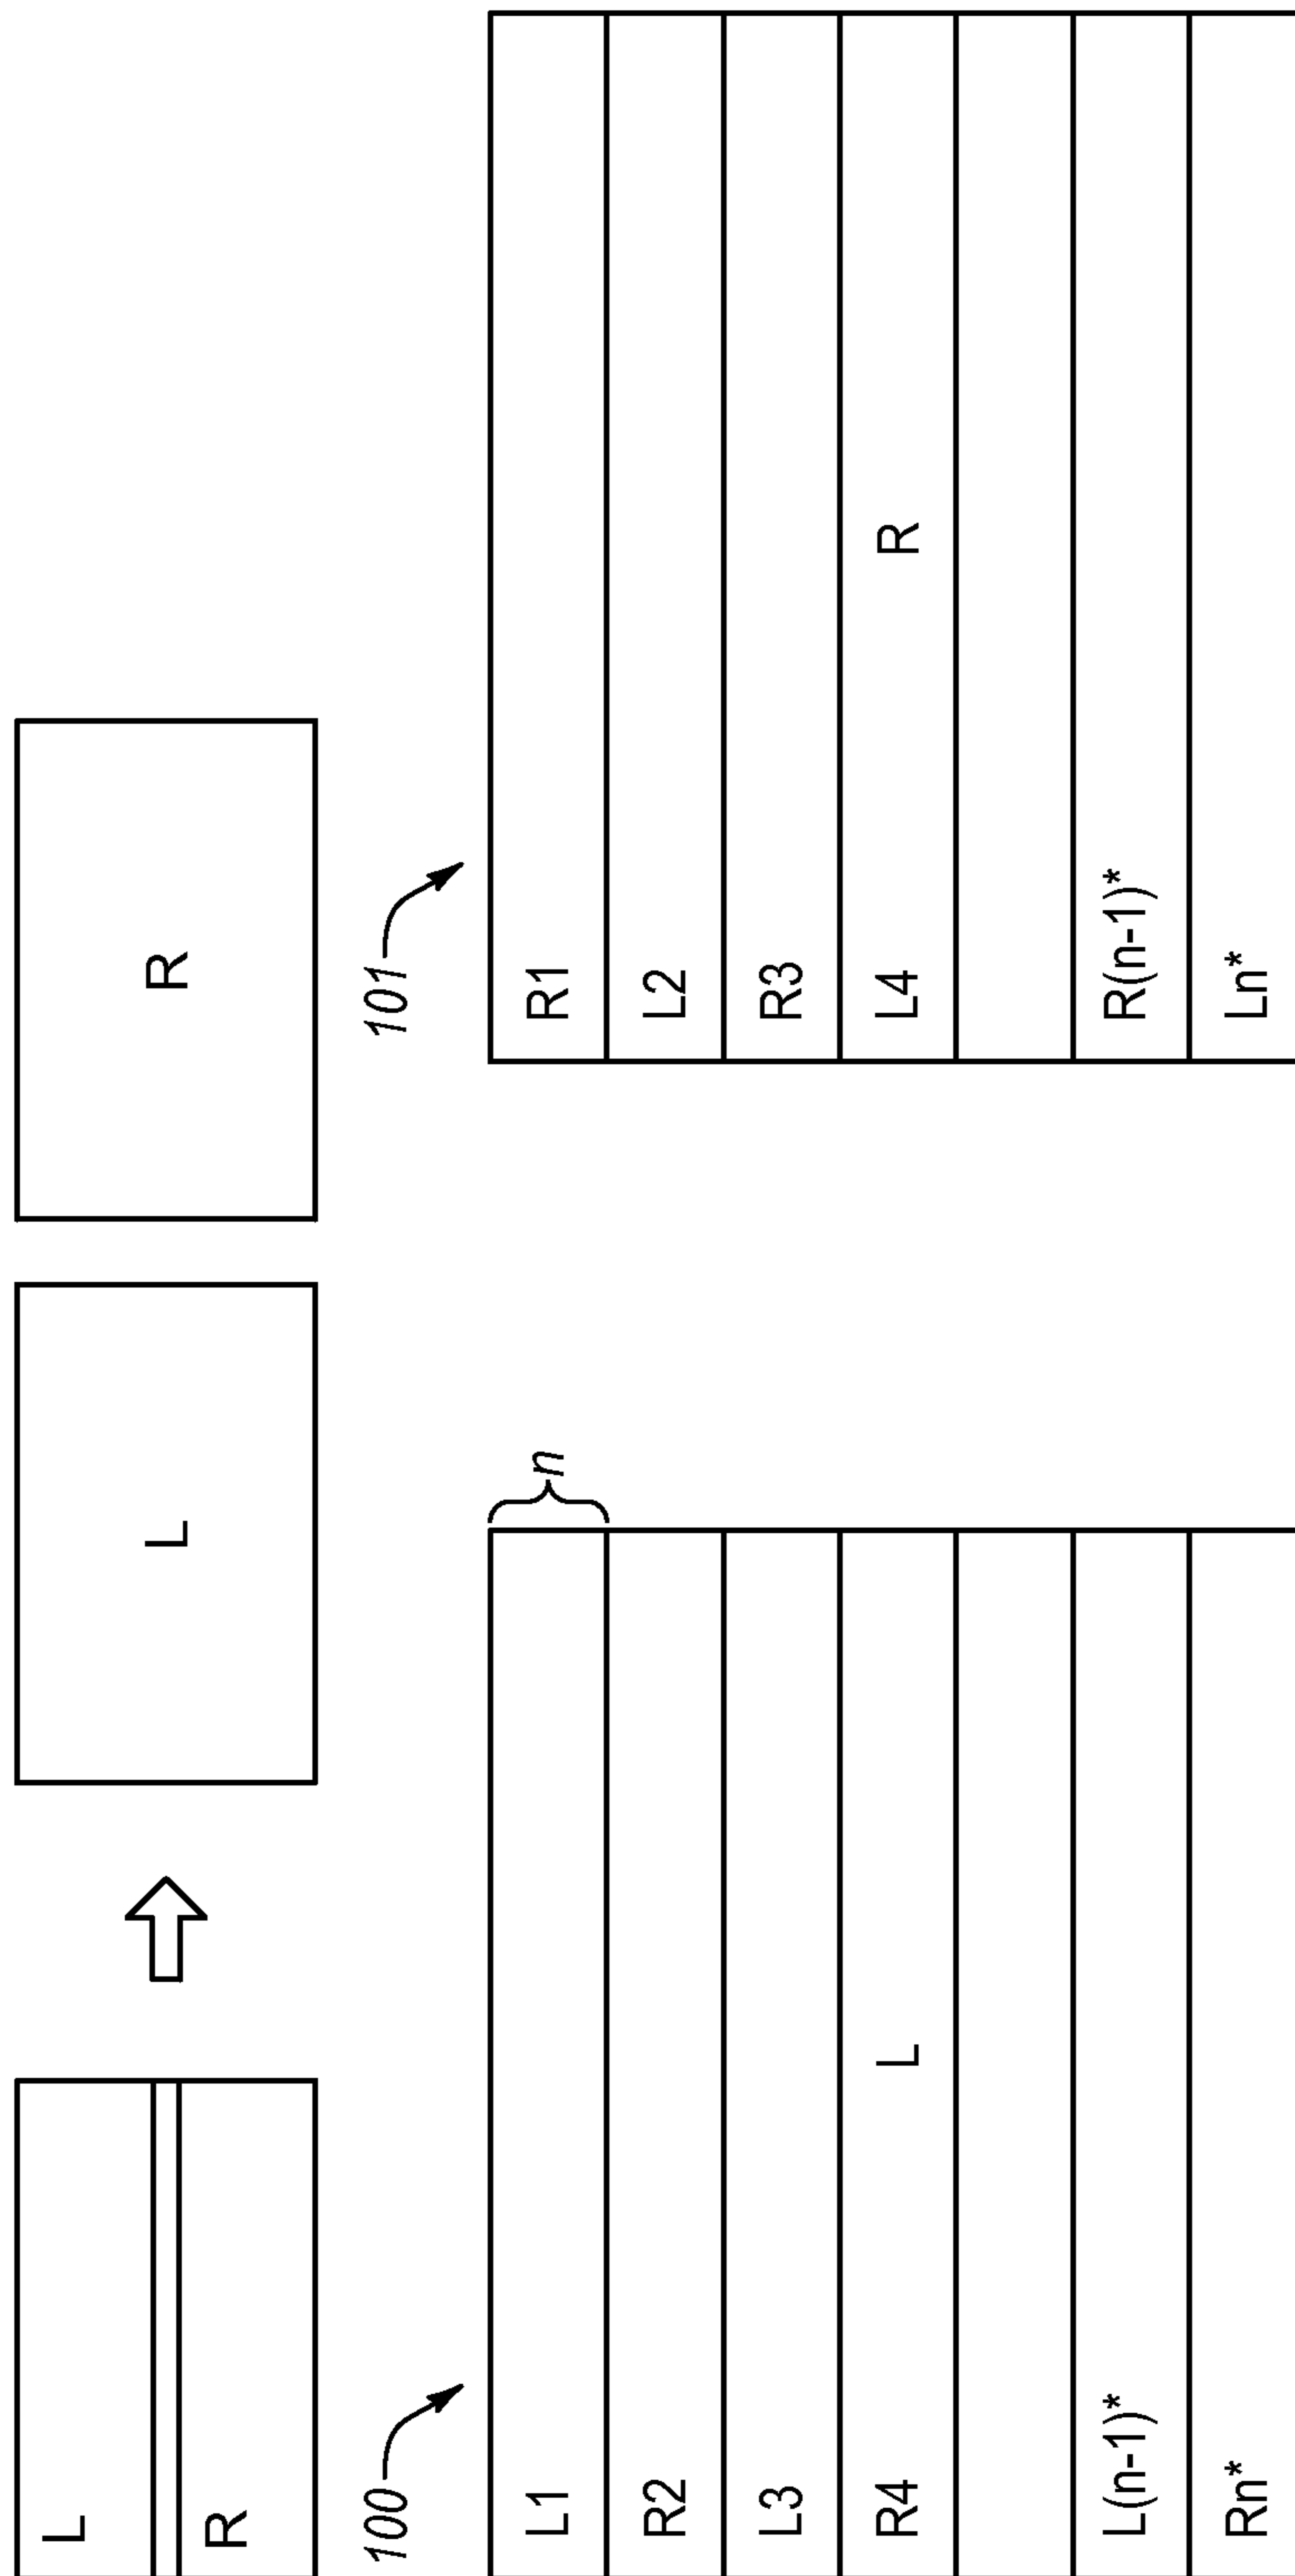 L
R
L
R
100
101
n
L1
R2
L3
R4
L
L(n-1)*
Rn*
R1
L2
R3
L4
R
R(n-1)*
Ln*